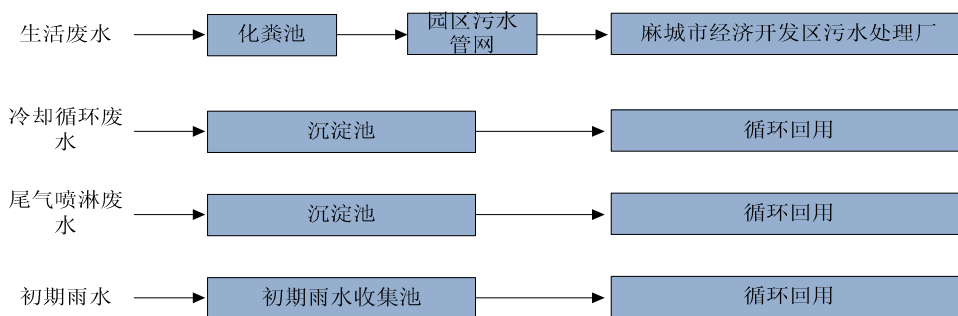 生活废水
化粪池
园区污水
管网
麻城市经济开发区污水处理厂
冷却循环废
水
沉淀池
循环回用
尾气喷淋废
水
沉淀池
循环回用
初期雨水
初期雨水收集池
循环回用